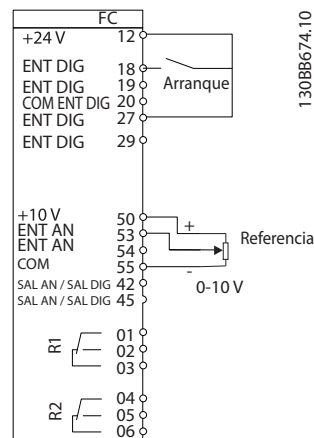 FC
+24 V 12
ENT DIG 18
ENT DIG 19
COM ENT DIG 20
ENT DIG 27
ENT DIG 29
Arranque
+10 V 50
ENT AN 53
ENT AN 54
COM 55
SAL AN / SAL DIG 42
SAL AN / SAL DIG 45
+
-
Referencia
0-10 V
R1
01
02
03
R2
04
05
06
130BB674.10